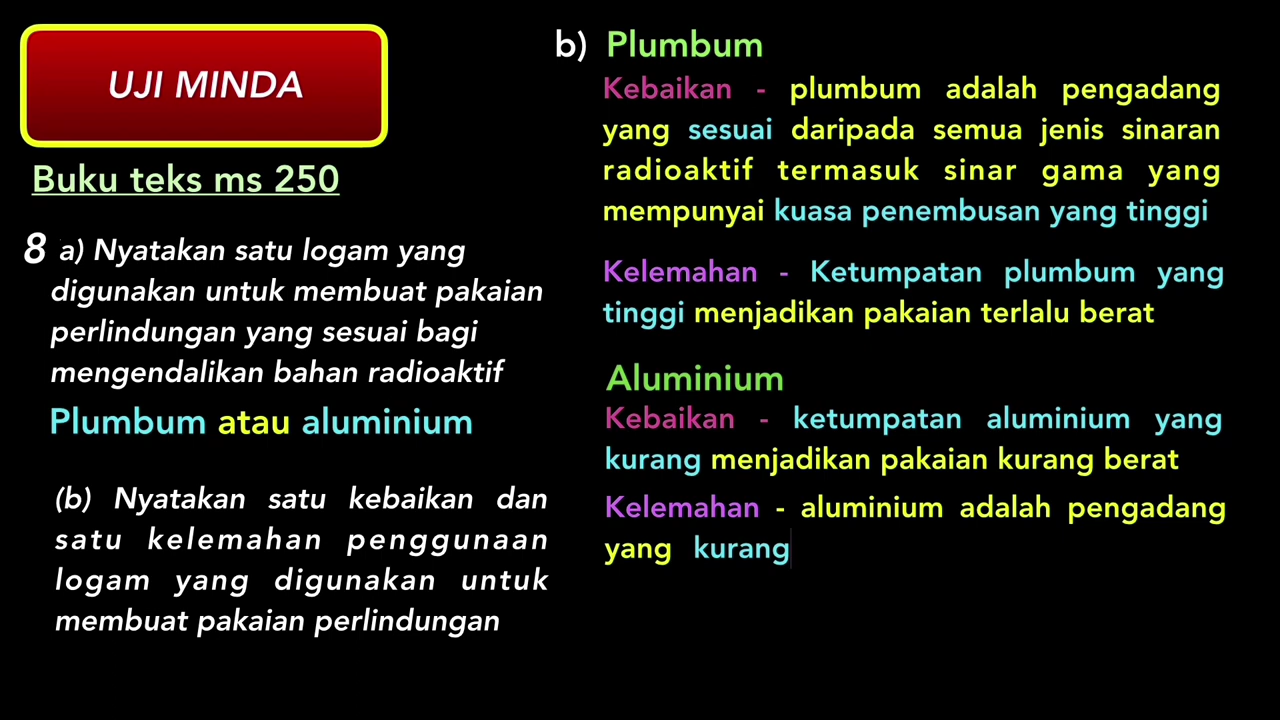 UJI MINDA
Buku teks ms 250
8 a) Nyatakan satu logam yang
digunakan untuk membuat pakaian
perlindungan yang sesuai bagi
mengendalikan bahan radioaktif
Plumbum atau aluminium
(b) Nyatakan satu kebaikan dan
satu kelemahan penggunaan
logam yang digunakan untuk
membuat pakaian perlindungan
b) Plumbum
Kebaikan - plumbum adalah pengadang
yang sesuai daripada semua jenis sinaran
radioaktif termasuk sinar gama yang
mempunyai kuasa penembusan yang tinggi
Kelemahan - Ketumpatan plumbum yang
tinggi menjadikan pakaian terlalu berat
Aluminium
Kebaikan - ketumpatan aluminium yang
kurang menjadikan pakaian kurang berat
Kelemahan - aluminium adalah pengadang
yang kurang